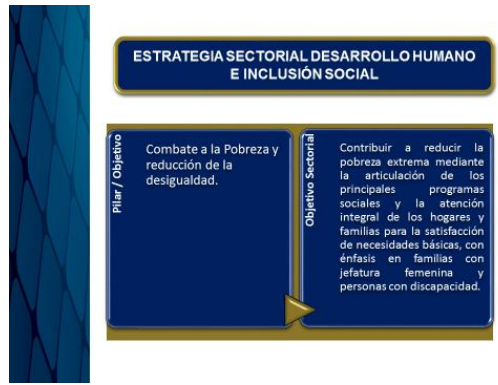 ESTRATEGIA SECTORIAL DESARROLLO HUMANO
E INCLUSIÓN SOCIAL
Pilar / Objetivo
Combate a la Pobreza y
reducción de la
desigualdad.
Objetivo Sectorial
Contribuir a reducir la
pobreza extrema mediante
la articulación de los
principales programas
sociales y la atención
integral de los hogares y
familias para la satisfacción
de necesidades básicas, con
énfasis en familias con
jefatura femenina y
personas con discapacidad.